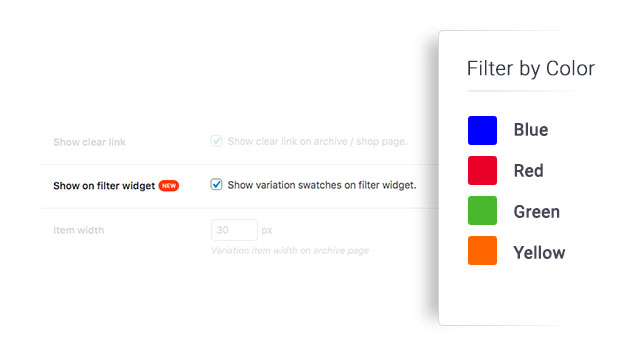 Show clear link
Show clear link on archive / shop page.
Show on filter widget NEW
Show variation swatches on filter widget.
Item width
30 px
Variation item width on archive page
Filter by Color
Blue
Red
Green
Yellow